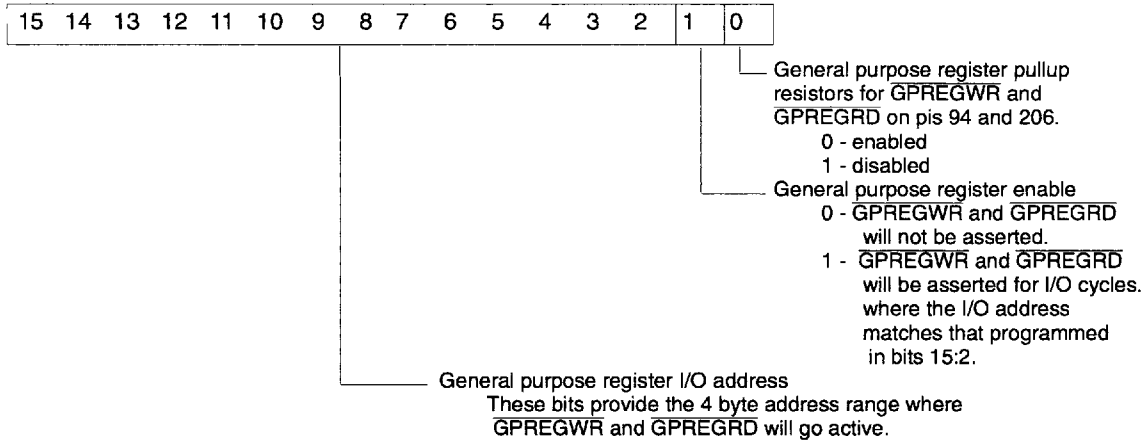 15 14 13 12 11 10 9 8 7 6 5 4 3 2 1 0
General purpose register pullup
resistors for GPREGWR and
GPREGRD on pis 94 and 206.
0 - enabled
1 - disabled
General purpose register enable
0 - GPREGWR and GPREGRD
will not be asserted.
1 - GPREGWR and GPREGRD
will be asserted for I/O cycles.
where the I/O address
matches that programmed
in bits 15:2.
General purpose register I/O address
These bits provide the 4 byte address range where
GPREGWR and GPREGRD will go active.